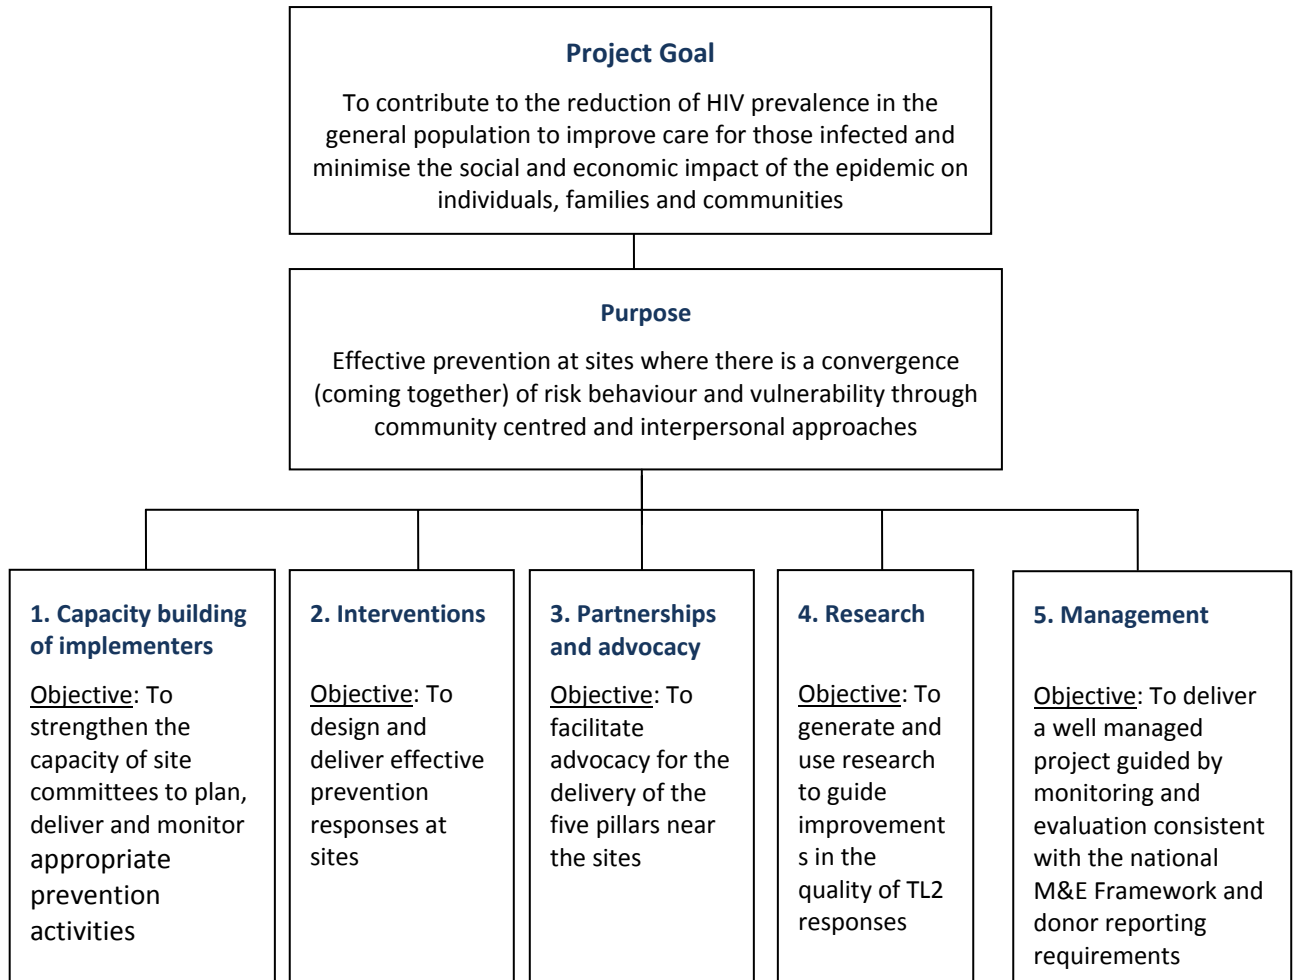 Project Goal
To contribute to the reduction of HIV prevalence in the
general population to improve care for those infected and
minimise the social and economic impact of the epidemic on
individuals, families and communities
Purpose
Effective prevention at sites where there is a convergence
(coming together) of risk behaviour and vulnerability through
community centred and interpersonal approaches
1. Capacity building
of implementers
Objective: To
strengthen the
capacity of site
committees to plan,
deliver and monitor
appropriate
prevention
activities
2. Interventions
Objective: To
design and
deliver effective
prevention
responses at
sites
3. Partnerships
and advocacy
Objective: To
facilitate
advocacy for the
delivery of the
five pillars near
the sites
4. Research
Objective: To
generate and
use research
to guide
improvement
s in the
quality of TL2
responses
5. Management
Objective: To deliver
a well managed
project guided by
monitoring and
evaluation consistent
with the national
M&E Framework and
donor reporting
requirements